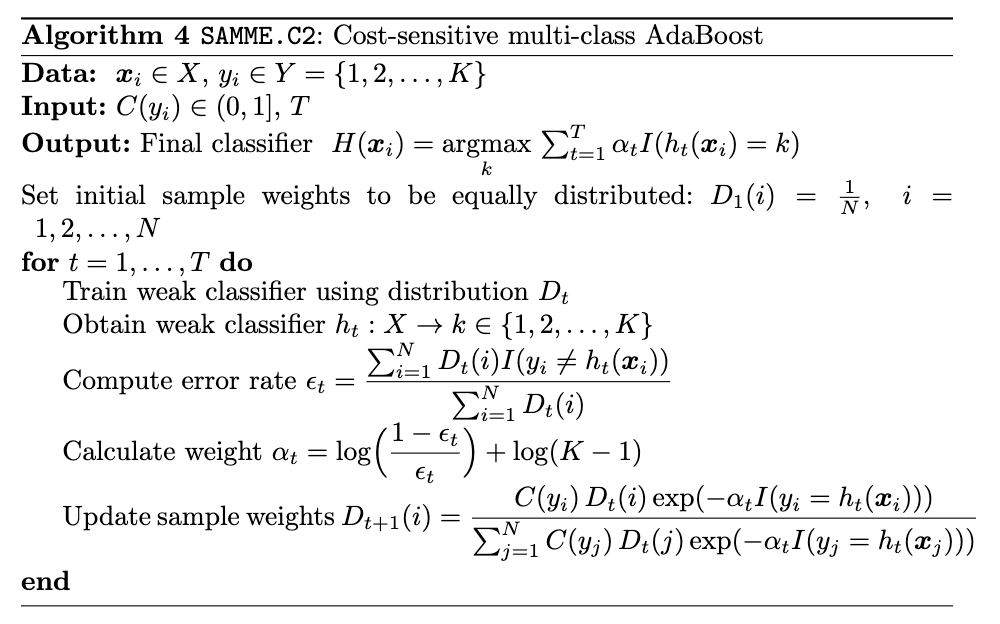 Algorithm 4 SAMME.C2: Cost-sensitive multi-class AdaBoost
Data: $\boldsymbol{x}_i \in X, y_i \in Y = \{1, 2, \ldots, K\}$
Input: $C(y_i) \in (0, 1], T$
Output: Final classifier $H(\boldsymbol{x}_i) = \underset{k}{\operatorname{argmax}} \sum_{t=1}^{T} \alpha_t I(h_t(\boldsymbol{x}_i) = k)$
Set initial sample weights to be equally distributed: $D_1(i) = \frac{1}{N}, \quad i =$
$1, 2, \ldots, N$
for $t = 1, \ldots, T$ do
Train weak classifier using distribution $D_t$
Obtain weak classifier $h_t : X \rightarrow k \in \{1, 2, \ldots, K\}$
Compute error rate $\epsilon_t = \dfrac{\sum_{i=1}^{N} D_t(i) I(y_i \neq h_t(\boldsymbol{x}_i))}{\sum_{i=1}^{N} D_t(i)}$
Calculate weight $\alpha_t = \log\left(\dfrac{1 - \epsilon_t}{\epsilon_t}\right) + \log(K - 1)$
Update sample weights $D_{t+1}(i) = \dfrac{C(y_i) D_t(i) \exp(-\alpha_t I(y_i = h_t(\boldsymbol{x}_i)))}{\sum_{j=1}^{N} C(y_j) D_t(j) \exp(-\alpha_t I(y_j = h_t(\boldsymbol{x}_j)))}$
end